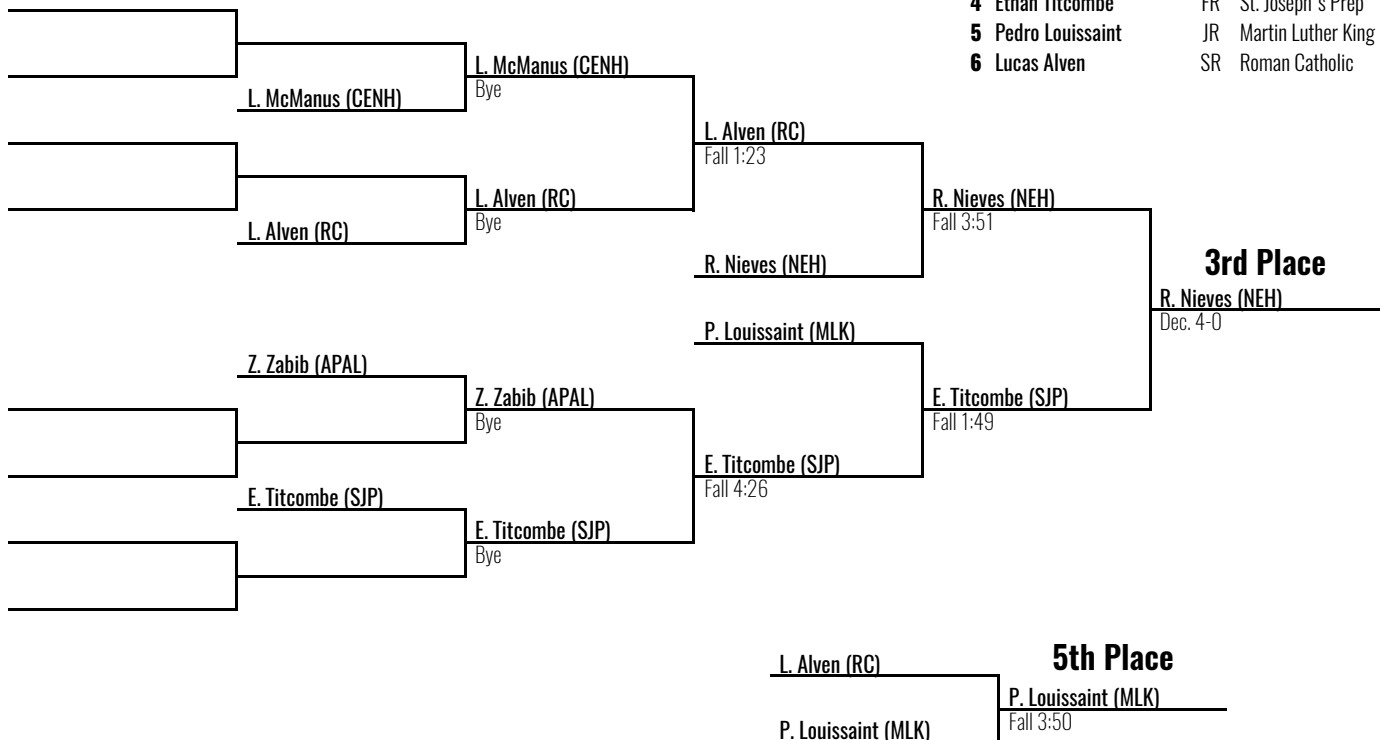 4 Ethan Titcombe FR St. Joseph's Prep
5 Pedro Louissaint JR Martin Luther King
6 Lucas Alven SR Roman Catholic
L. McManus (CENH)
Bye
L. McManus (CENH)
L. Alven (RC)
Fall 1:23
L. Alven (RC)
Bye
R. Nieves (NEH)
Fall 3:51
L. Alven (RC)
R. Nieves (NEH)
3rd Place
R. Nieves (NEH)
Dec. 4-0
P. Louissaint (MLK)
Z. Zabib (APAL)
Z. Zabib (APAL)
Bye
E. Titcombe (SJP)
Fall 1:49
E. Titcombe (SJP)
Fall 4:26
E. Titcombe (SJP)
E. Titcombe (SJP)
Bye
5th Place
L. Alven (RC)
P. Louissaint (MLK)
Fall 3:50
P. Louissaint (MLK)